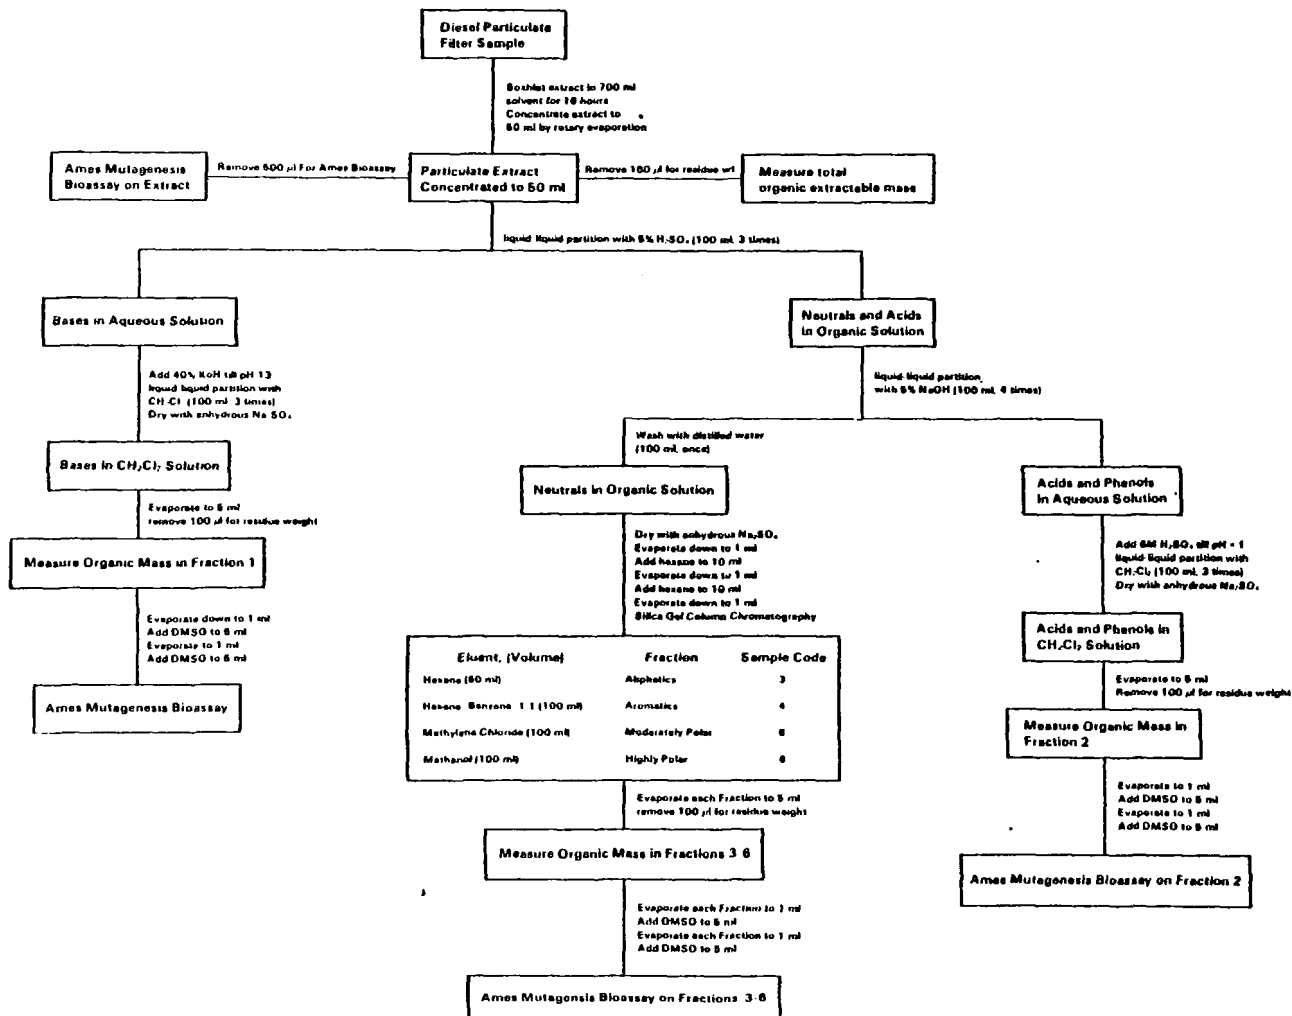 Diesel Particulate
Filter Sample
Soxhlet extract in 700 ml
solvent for 16 hours
Concentrate extract to
50 ml by rotary evaporation
Ames Mutagenesis
Bioassay on Extract
Remove 500 µl For Ames Bioassay
Particulate Extract
Concentrated to 50 ml
Remove 150 µl for residue wt
Measure total
organic extractable mass
liquid liquid partition with 5% H2SO4 (100 ml, 3 times)
Bases in Aqueous Solution
Neutrals and Acids
in Organic Solution
Add 40% KoH till pH 13
liquid liquid partition with
CH2Cl2 (100 ml, 3 times)
Dry with anhydrous Na2SO4
liquid-liquid partition
with 5% NaOH (100 ml, 4 times)
Bases in CH2Cl2 Solution
Wash with distilled water
(100 ml, once)
Neutrals in Organic Solution
Acids and Phenols
in Aqueous Solution
Evaporate to 5 ml
remove 100 µl for residue weight
Measure Organic Mass in Fraction 1
Dry with anhydrous Na2SO4
Evaporate down to 1 ml
Add hexane to 10 ml
Evaporate down to 1 ml
Add hexane to 10 ml
Evaporate down to 1 ml
Silica Gel Column Chromatography
Add 6M H2SO4 till pH = 1
liquid-liquid partition with
CH2Cl2 (100 ml, 3 times)
Dry with anhydrous Na2SO4
Evaporate down to 1 ml
Add DMSO to 5 ml
Evaporate to 1 ml
Add DMSO to 5 ml
Ames Mutagenesis Bioassay
Acids and Phenols in
CH2Cl2 Solution
Eluent, (Volume) Fraction Sample Code
Hexane (50 ml) Aliphatics 3
Hexane Benzene 1 1 (100 ml) Aromatics 4
Methylene Chloride (100 ml) Moderately Polar 5
Methanol (100 ml) Highly Polar 6
Evaporate to 5 ml
Remove 100 µl for residue weight
Measure Organic Mass in
Fraction 2
Evaporate each Fraction to 5 ml
remove 100 µl for residue weight
Measure Organic Mass in Fractions 3-6
Evaporate to 1 ml
Add DMSO to 5 ml
Evaporate to 1 ml
Add DMSO to 5 ml
Ames Mutagenesis Bioassay on Fraction 2
Evaporate each Fraction to 1 ml
Add DMSO to 5 ml
Evaporate each Fraction to 1 ml
Add DMSO to 5 ml
Ames Mutagensis Bioassay on Fractions 3-6